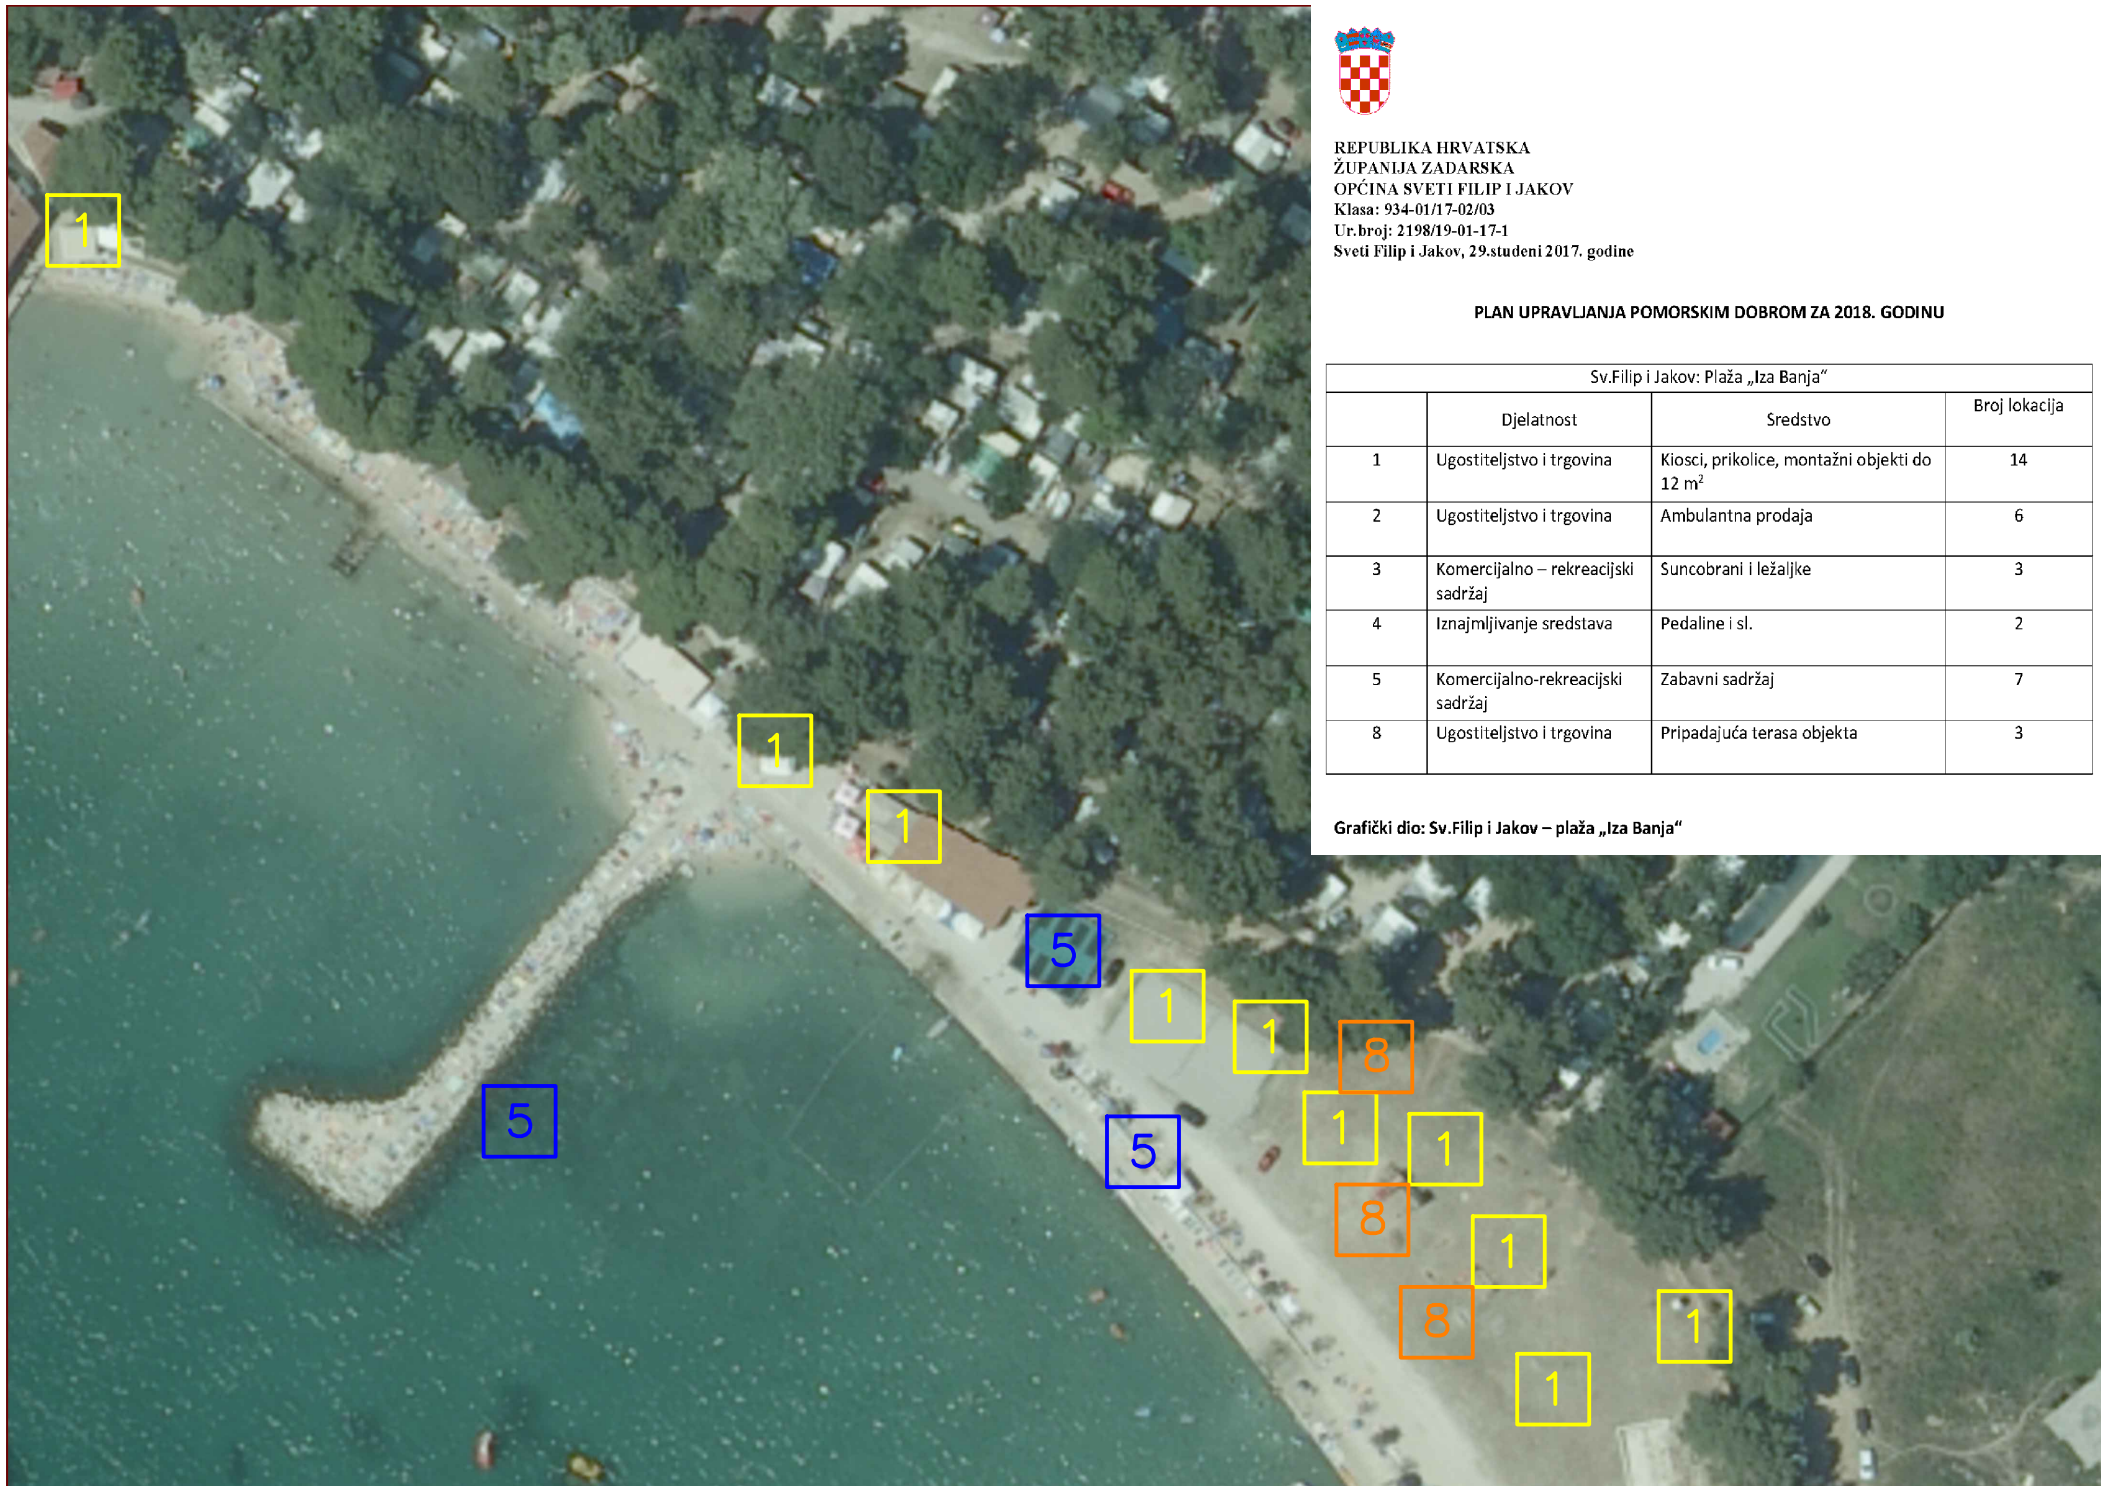 REPUBLIKA HRVATSKA
ŽUPANIJA ZADARSKA
OPĆINA SVETI FILIP I JAKOV
Klasa: 934-01/17-02/03
Ur.broj: 2198/19-01-17-1
Sveti Filip i Jakov, 29.studeni 2017. godine
PLAN UPRAVLJANJA POMORSKIM DOBROM ZA 2018. GODINU
Sv.Filip i Jakov: Plaža „Iza Banja“
Djelatnost Sredstvo Broj lokacija
1 Ugostiteljstvo i trgovina Kiosci, prikolice, montažni objekti do 14
12 m²
2 Ugostiteljstvo i trgovina Ambulantna prodaja 6
3 Komercijalno – rekreacijski Suncobrani i ležaljke 3
sadržaj
4 Iznajmljivanje sredstava Pedaline i sl. 2
5 Komercijalno-rekreacijski Zabavni sadržaj 7
sadržaj
8 Ugostiteljstvo i trgovina Pripadajuća terasa objekta 3
Grafički dio: Sv.Filip i Jakov – plaža „Iza Banja“
1
1
1
5
1
1
8
5
1
1
5
8
1
8
1
1